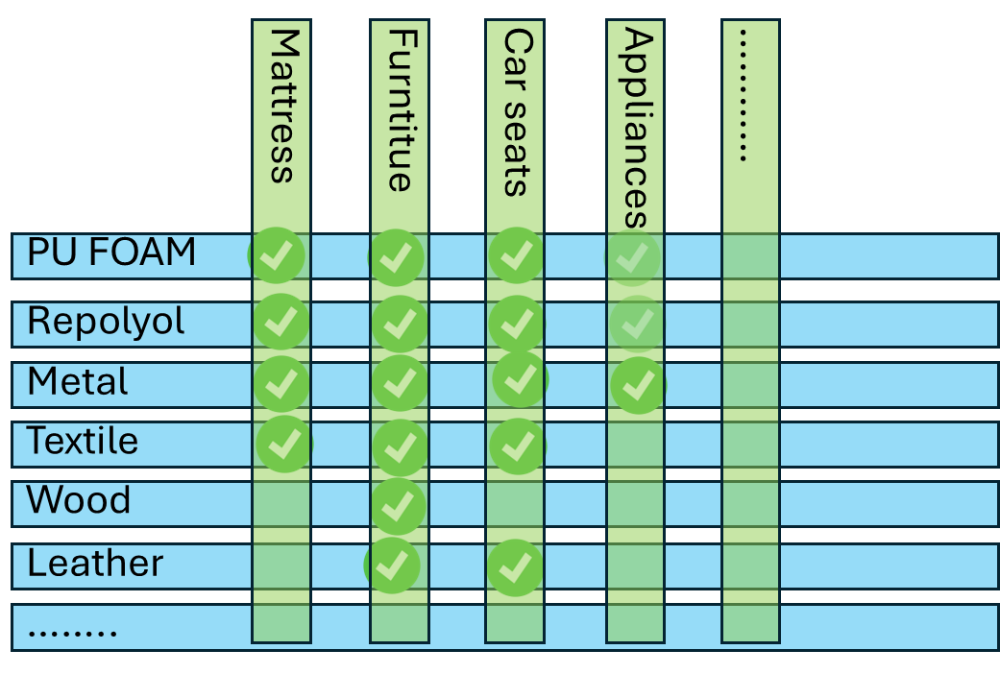 Mattress
Furntitue
Car seats
Appliances
..........
PU FOAM
Repolyol
Metal
Textile
Wood
Leather
........